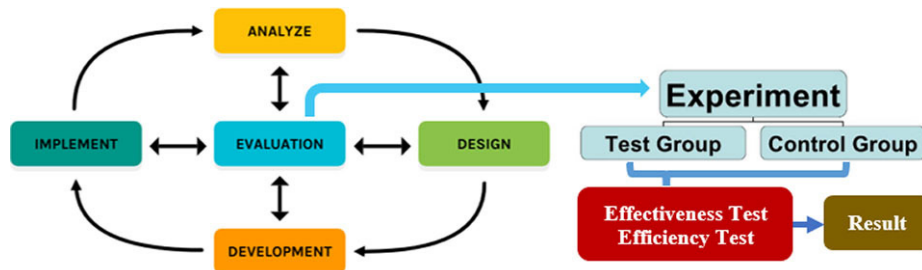 ANALYZE
IMPLEMENT
EVALUATION
DESIGN
DEVELOPMENT
Experiment
Test Group
Control Group
Effectiveness Test
Efficiency Test
Result